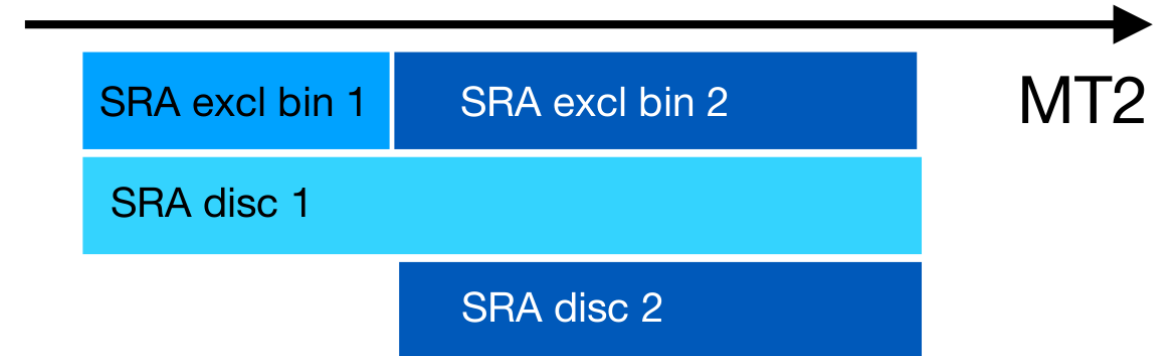 SRA excl bin 1
SRA excl bin 2
MT2
SRA disc 1
SRA disc 2